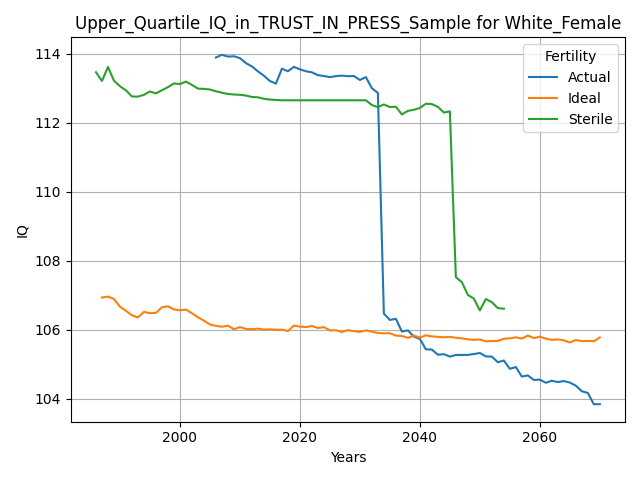 Upper_Quartile_IQ_in_TRUST_IN_PRESS_Sample for White_Female
Fertility
Actual
Ideal
Sterile
114
112
110
108
106
104
IQ
2000
2020
2040
2060
Years